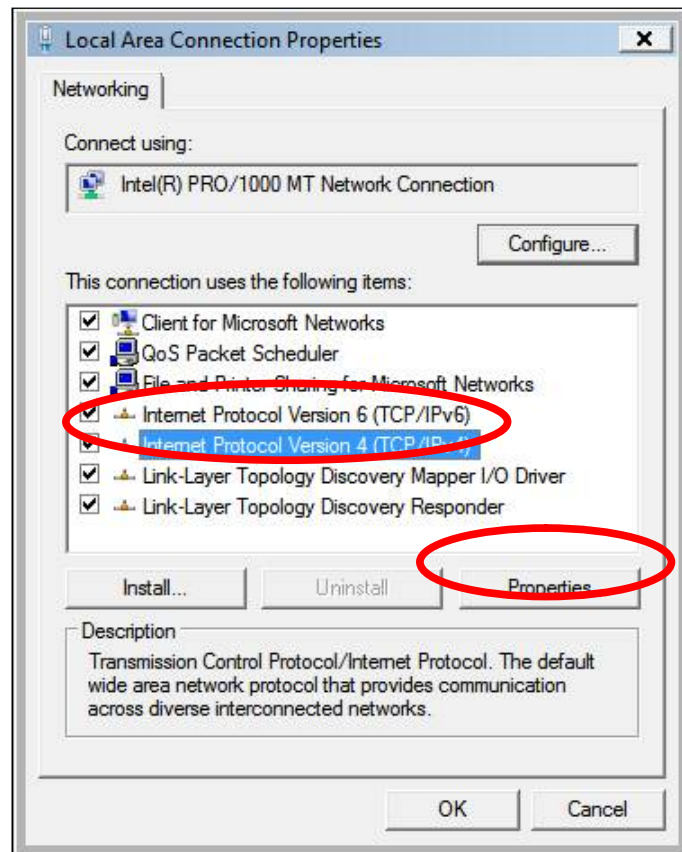 Local Area Connection Properties
Networking
Connect using:
Intel(R) PRO/1000 MT Network Connection
Configure...
This connection uses the following items:
Client for Microsoft Networks
QoS Packet Scheduler
File and Printer Sharing for Microsoft Networks
Internet Protocol Version 6 (TCP/IPv6)
Internet Protocol Version 4 (TCP/IPv4)
Link-Layer Topology Discovery Mapper I/O Driver
Link-Layer Topology Discovery Responder
Install... Uninstall Properties
Description
Transmission Control Protocol/Internet Protocol. The default
wide area network protocol that provides communication
across diverse interconnected networks.
OK Cancel